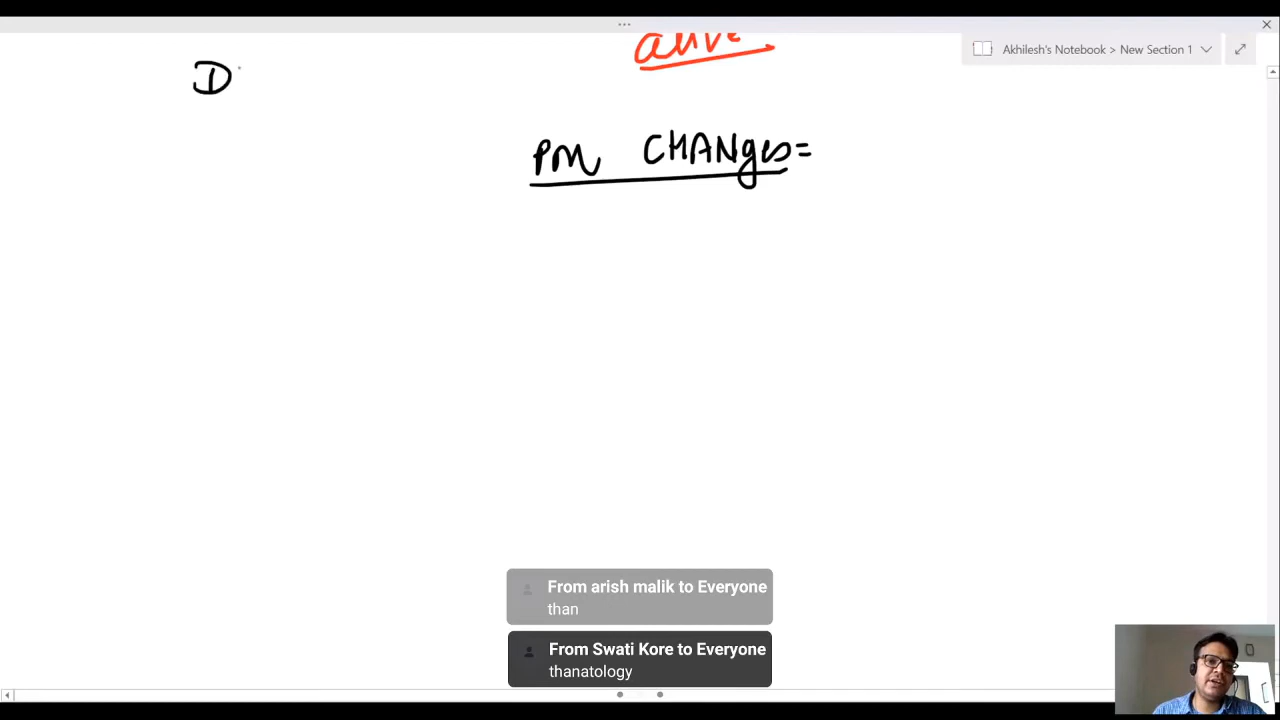 Akhilesh's Notebook > New Section 1
alive
D
PM CHANges=
From arish malik to Everyone
than
From Swati Kore to Everyone
thanatology